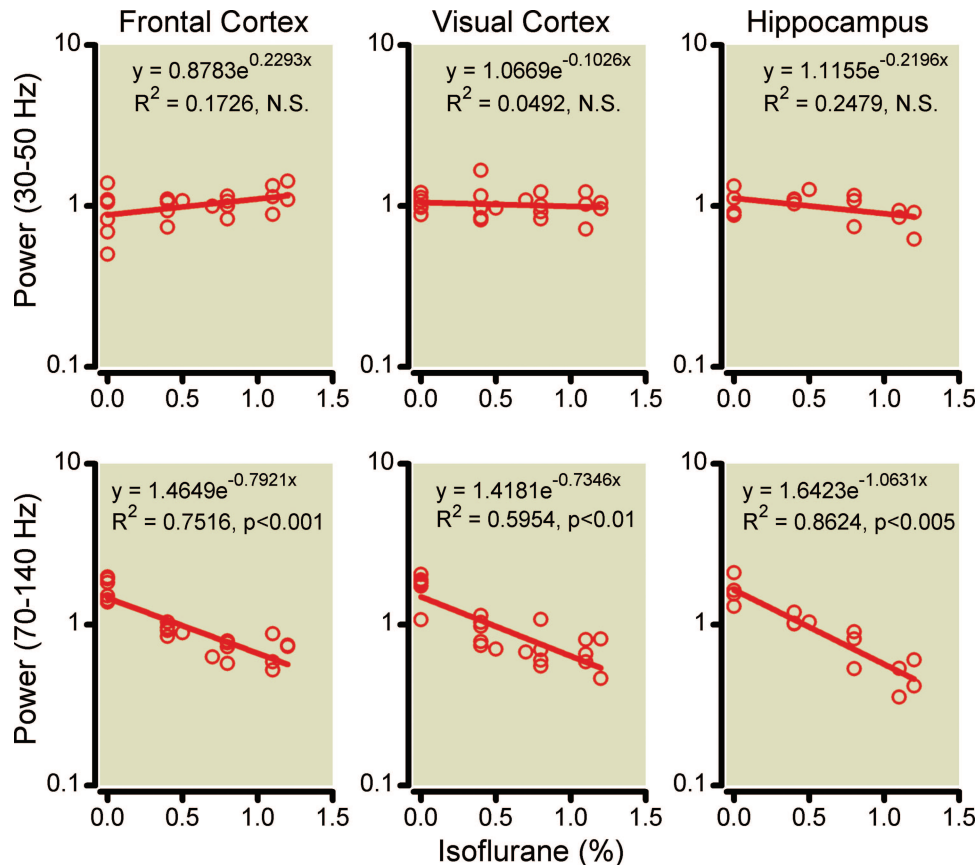 Frontal Cortex
Visual Cortex
Hippocampus
Power (30-50 Hz)
10
1
0.1
y = 0.8783e^0.2293x
R² = 0.1726, N.S.
0.0 0.5 1.0 1.5
10
1
0.1
y = 1.0669e^-0.1026x
R² = 0.0492, N.S.
0.0 0.5 1.0 1.5
10
1
0.1
y = 1.1155e^-0.2196x
R² = 0.2479, N.S.
0.0 0.5 1.0 1.5
Power (70-140 Hz)
10
1
0.1
y = 1.4649e^-0.7921x
R² = 0.7516, p<0.001
0.0 0.5 1.0 1.5
10
1
0.1
y = 1.4181e^-0.7346x
R² = 0.5954, p<0.01
0.0 0.5 1.0 1.5
10
1
0.1
y = 1.6423e^-1.0631x
R² = 0.8624, p<0.005
0.0 0.5 1.0 1.5
Isoflurane (%)